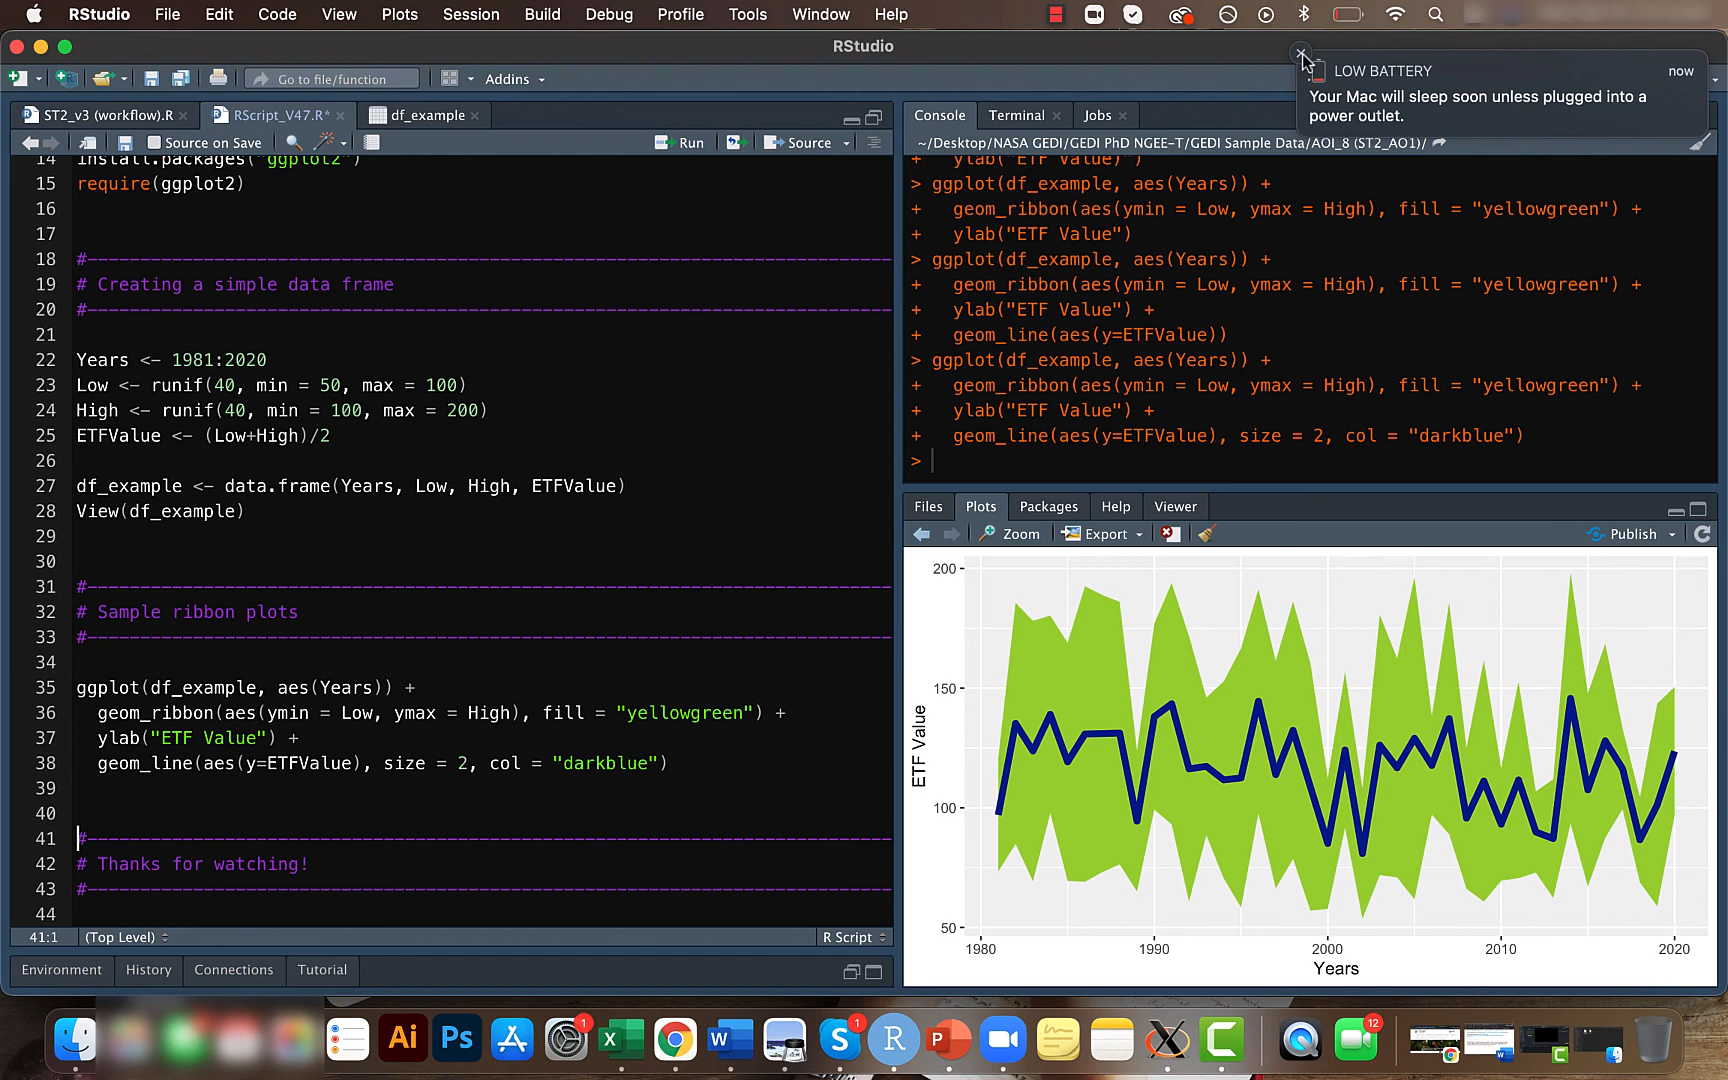 RStudio File Edit Code View Plots Session Build Debug Profile Tools Window Help
RStudio
LOW BATTERY now
Your Mac will sleep soon unless plugged into a
power outlet.
Go to file/function Addins
ST2_v3 (workflow).R RScript_V47.R* df_example
Source on Save Run Source
14 install.packages("ggplot2")
15 require(ggplot2)
16
17
18 #------------------------------------------------------------------------------
19 # Creating a simple data frame
20 #------------------------------------------------------------------------------
21
22 Years <- 1981:2020
23 Low <- runif(40, min = 50, max = 100)
24 High <- runif(40, min = 100, max = 200)
25 ETFValue <- (Low+High)/2
26
27 df_example <- data.frame(Years, Low, High, ETFValue)
28 View(df_example)
29
30
31 #------------------------------------------------------------------------------
32 # Sample ribbon plots
33 #------------------------------------------------------------------------------
34
35 ggplot(df_example, aes(Years)) +
36 geom_ribbon(aes(ymin = Low, ymax = High), fill = "yellowgreen") +
37 ylab("ETF Value") +
38 geom_line(aes(y=ETFValue), size = 2, col = "darkblue")
39
40
41 #------------------------------------------------------------------------------
42 # Thanks for watching!
43 #------------------------------------------------------------------------------
44
41:1 (Top Level) R Script
Environment History Connections Tutorial
Console Terminal Jobs
~/Desktop/NASA GEDI/GEDI PhD NGEE-T/GEDI Sample Data/AOI_8 (ST2_AO1)/
+ ylab("ETF Value)")
> ggplot(df_example, aes(Years)) +
+ geom_ribbon(aes(ymin = Low, ymax = High), fill = "yellowgreen") +
+ ylab("ETF Value")
> ggplot(df_example, aes(Years)) +
+ geom_ribbon(aes(ymin = Low, ymax = High), fill = "yellowgreen") +
+ ylab("ETF Value") +
+ geom_line(aes(y=ETFValue))
> ggplot(df_example, aes(Years)) +
+ geom_ribbon(aes(ymin = Low, ymax = High), fill = "yellowgreen") +
+ ylab("ETF Value") +
+ geom_line(aes(y=ETFValue), size = 2, col = "darkblue")
>
Files Plots Packages Help Viewer
Zoom Export Publish
200
150
100
50
ETF Value
1980 1990 2000 2010 2020
Years
Ai Ps 1 X W S 1 R P C 12